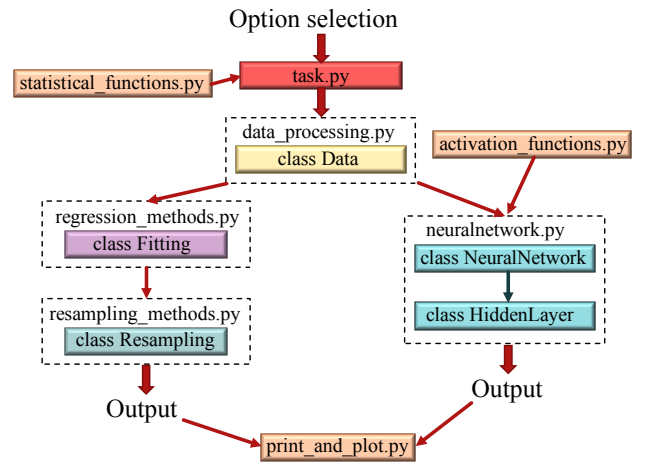 Option selection
statistical_functions.py
task.py
data_processing.py
class Data
activation_functions.py
regression_methods.py
class Fitting
neuralnetwork.py
class NeuralNetwork
resampling_methods.py
class Resampling
class HiddenLayer
Output
Output
print_and_plot.py